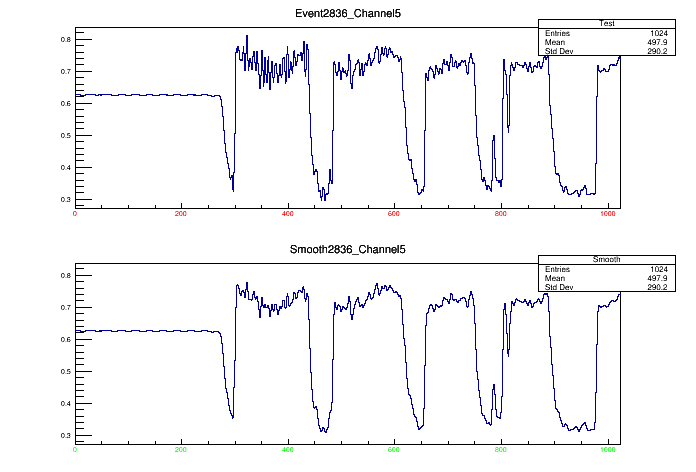 Event2836_Channel5
Test
Entries 1024
Mean 497.9
Std Dev 290.2
0.8
0.7
0.6
0.5
0.4
0.3
0 200 400 600 800 1000
Smooth2836_Channel5
Smooth
Entries 1024
Mean 497.9
Std Dev 290.2
0.8
0.7
0.6
0.5
0.4
0.3
0 200 400 600 800 1000